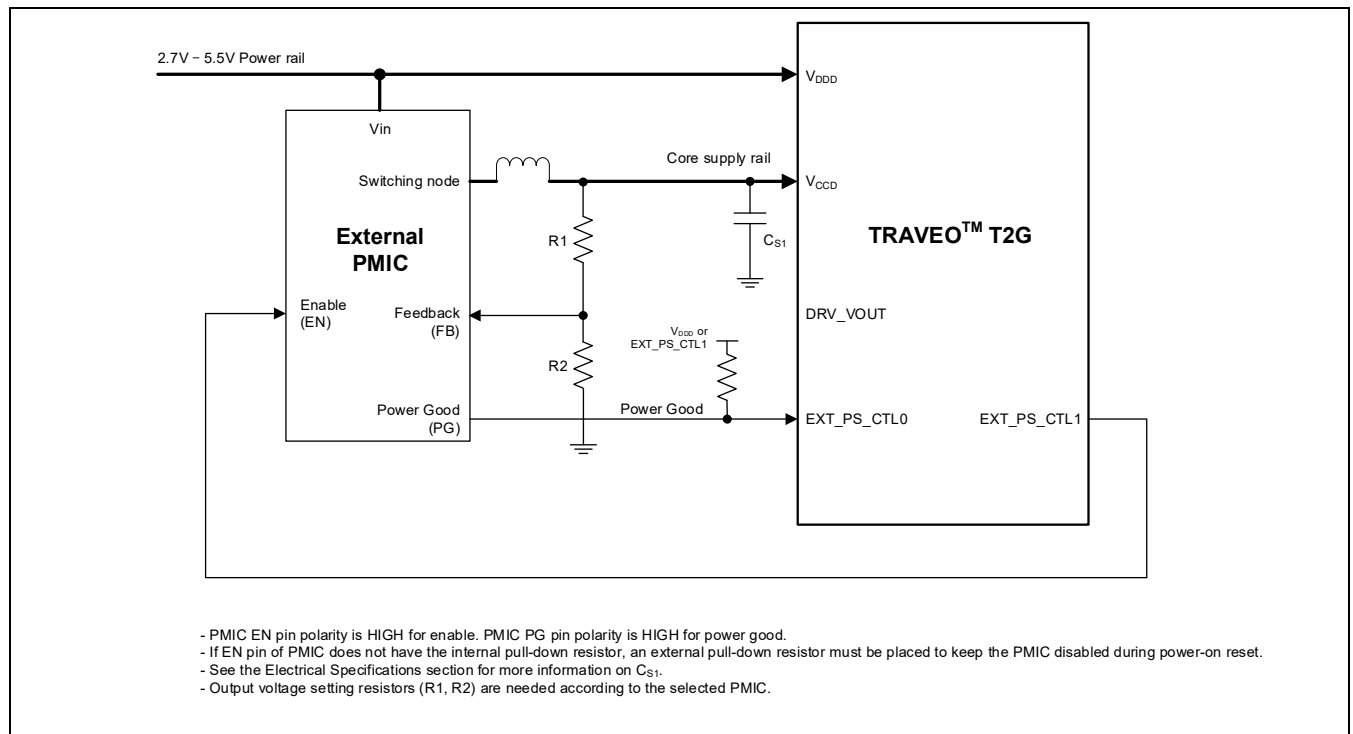 2.7V – 5.5V Power rail
VDDD
Vin
Core supply rail
Switching node
VCCD
External
PMIC
R1
CS1
TRAVEO™ T2G
Enable
(EN)
Feedback
(FB)
DRV_VOUT
VDDD or
EXT_PS_CTL1
R2
Power Good
(PG)
Power Good
EXT_PS_CTL0
EXT_PS_CTL1
- PMIC EN pin polarity is HIGH for enable. PMIC PG pin polarity is HIGH for power good.
- If EN pin of PMIC does not have the internal pull-down resistor, an external pull-down resistor must be placed to keep the PMIC disabled during power-on reset.
- See the Electrical Specifications section for more information on CS1.
- Output voltage setting resistors (R1, R2) are needed according to the selected PMIC.